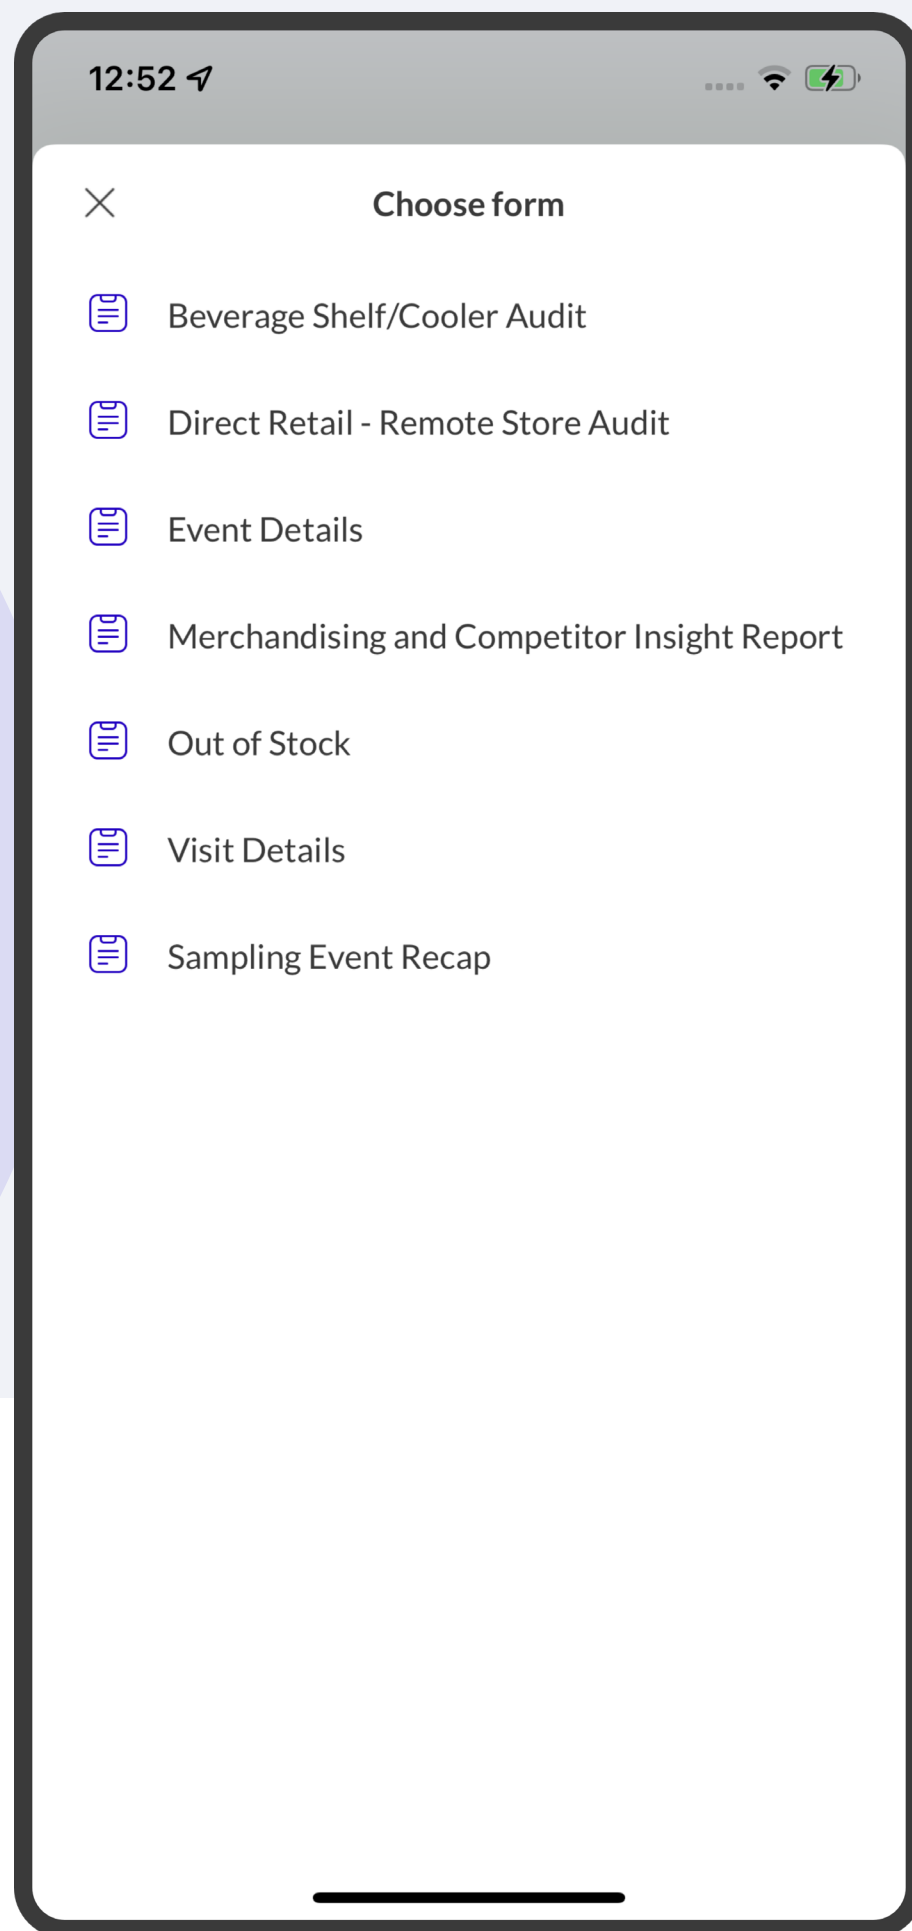 12:52
Choose form
Beverage Shelf/Cooler Audit
Direct Retail - Remote Store Audit
Event Details
Merchandising and Competitor Insight Report
Out of Stock
Visit Details
Sampling Event Recap